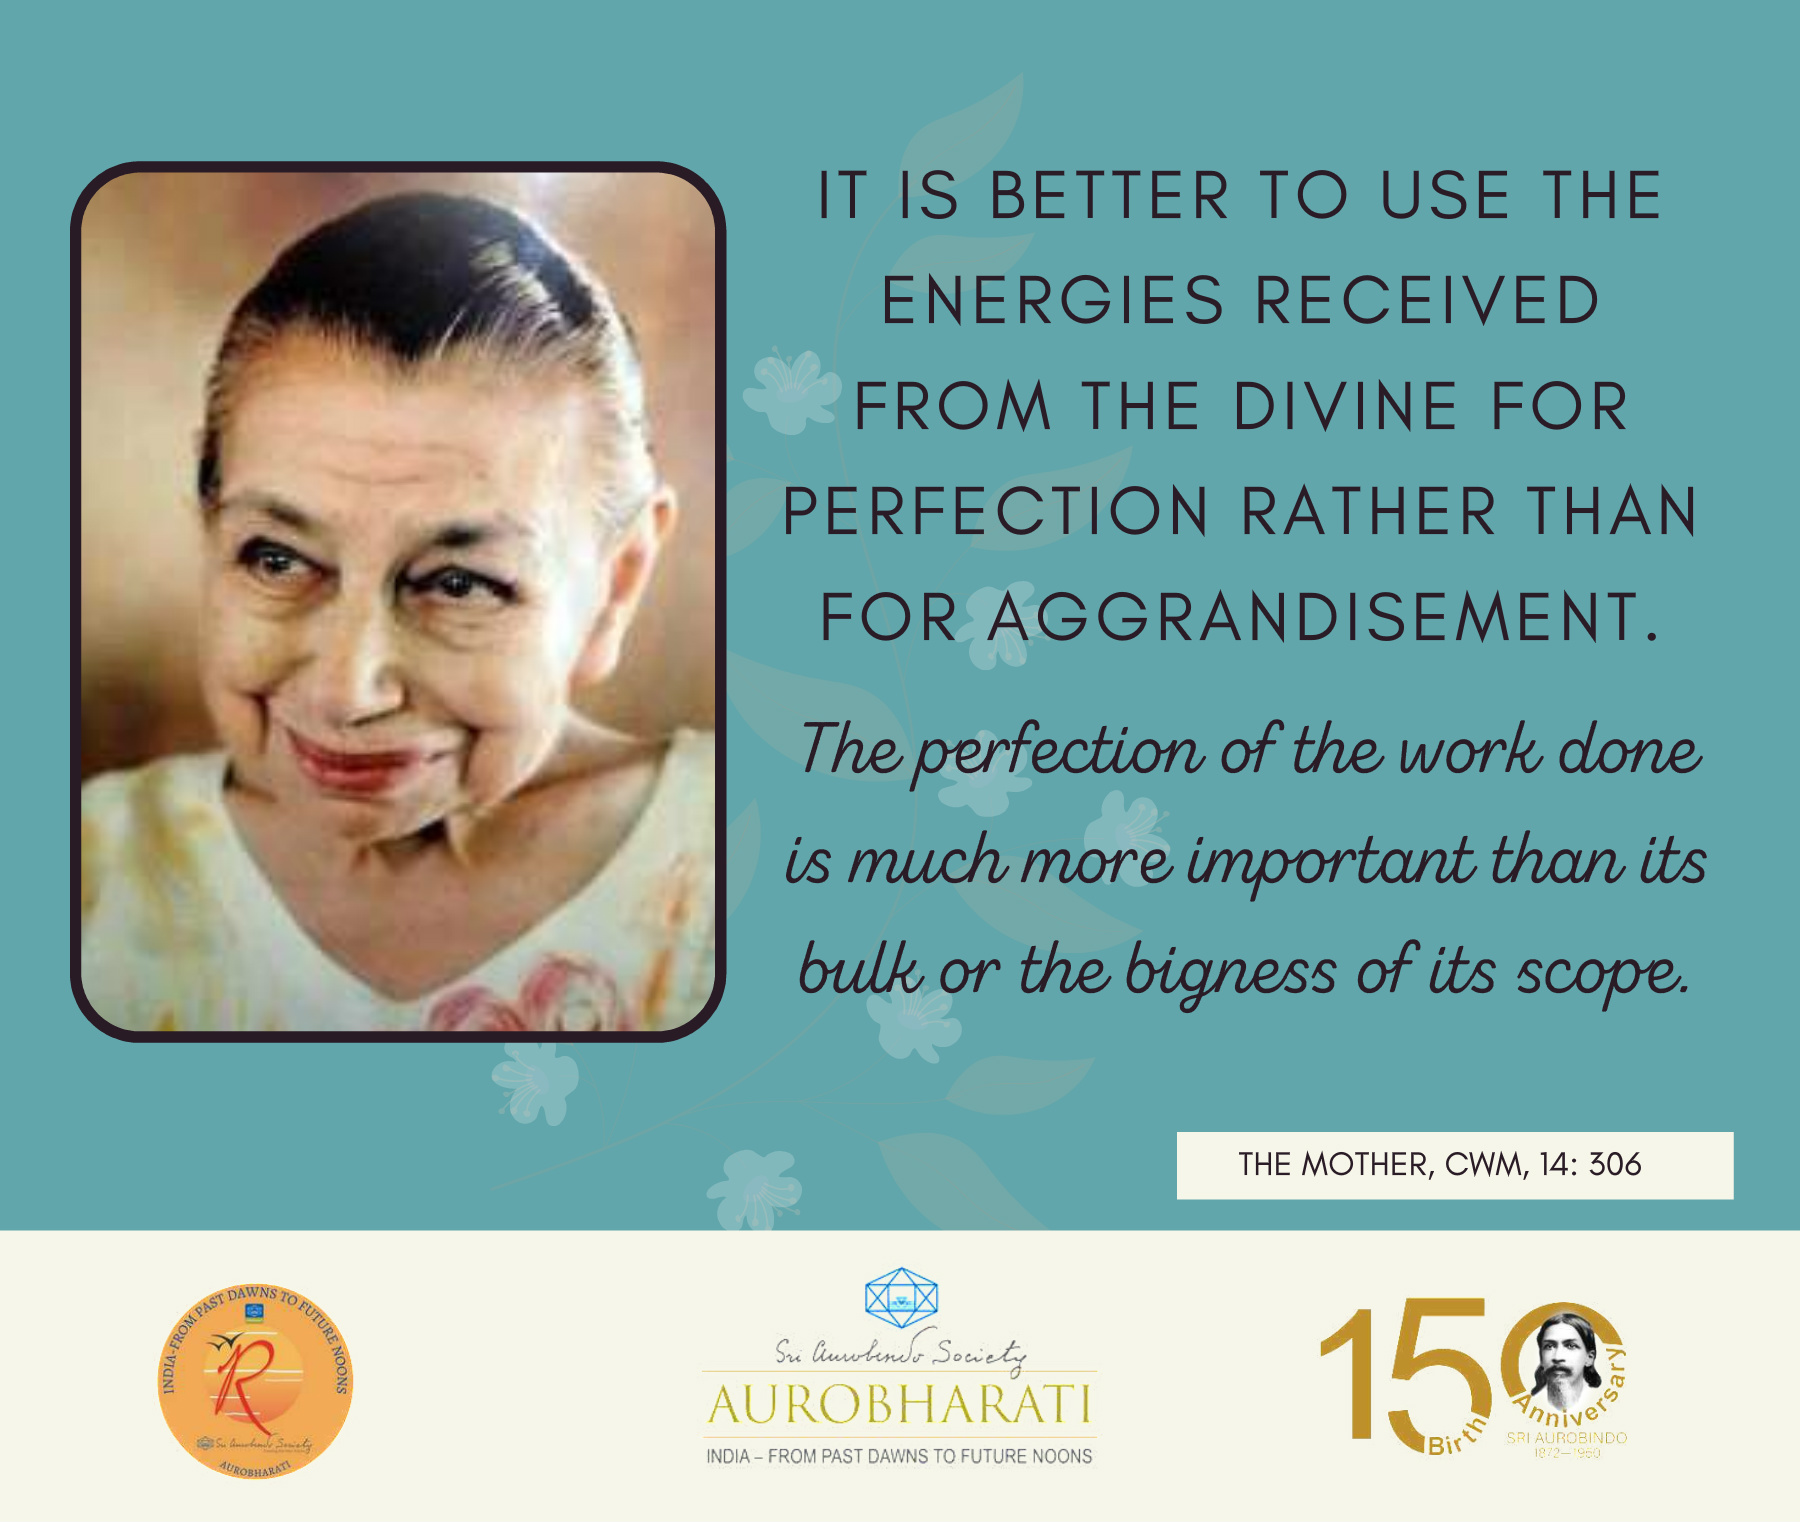 IT IS BETTER TO USE THE
ENERGIES RECEIVED
FROM THE DIVINE FOR
PERFECTION RATHER THAN
FOR AGGRANDISEMENT.
The perfection of the work done
is much more important than its
bulk or the bigness of its scope.
THE MOTHER, CWM, 14: 306
INDIA-FROM PAST DAWNS TO FUTURE NOONS
R
Sri Aurobindo Society
AUROBHARATI
Sri Aurobindo Society
AUROBHARATI
INDIA – FROM PAST DAWNS TO FUTURE NOONS
150
Birth Anniversary
SRI AUROBINDO
1872—1950